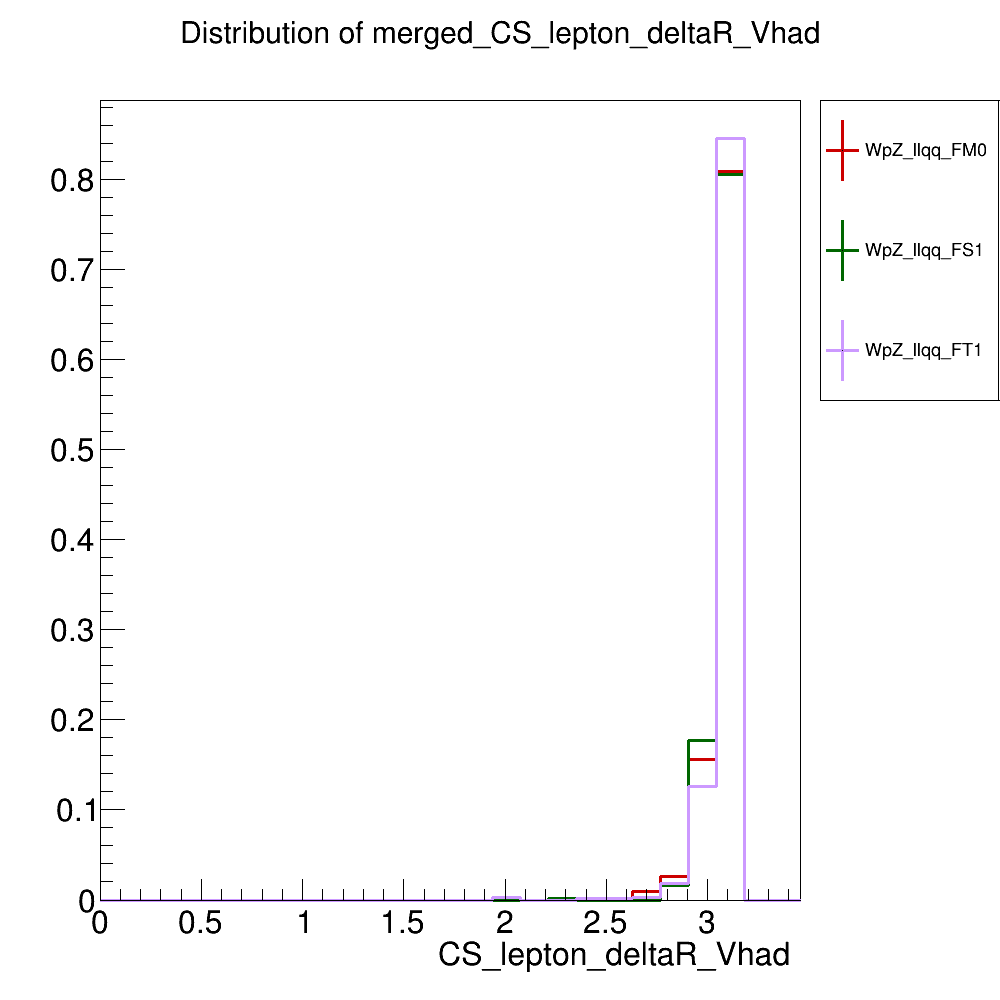 Distribution of merged_CS_lepton_deltaR_Vhad
WpZ_llqq_FM0
WpZ_llqq_FS1
WpZ_llqq_FT1
0.8
0.7
0.6
0.5
0.4
0.3
0.2
0.1
0
0 0.5 1 1.5 2 2.5 3
CS_lepton_deltaR_Vhad